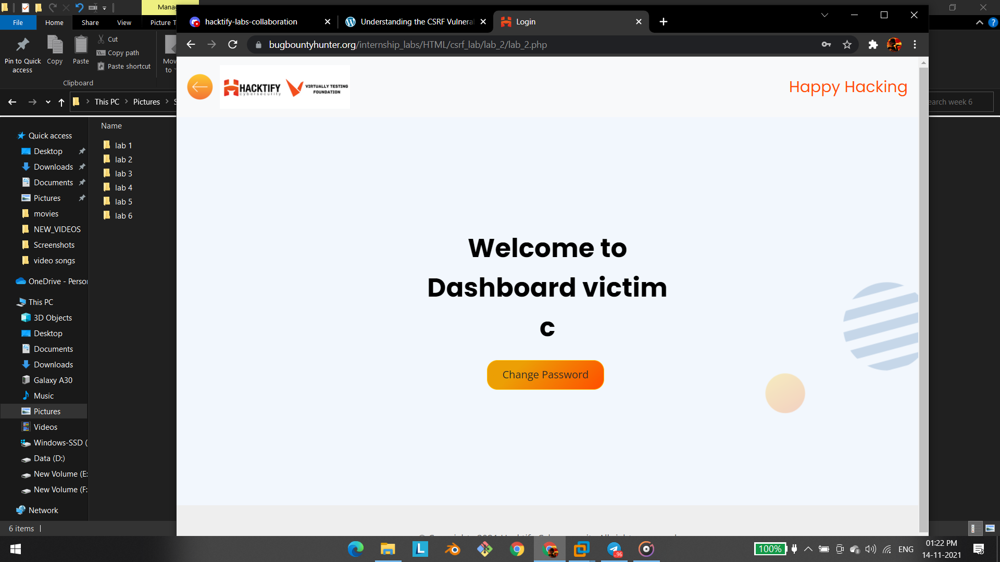 Manag
File
Home
Share
View
Picture T
Pin to Quick access
Copy
Paste
Cut
Copy path
Paste shortcut
Mov
to
Clipboard
This PC
Pictures
S
earch week 6
Name
lab 1
lab 2
lab 3
lab 4
lab 5
lab 6
Quick access
Desktop
Downloads
Documents
Pictures
movies
NEW_VIDEOS
Screenshots
video songs
OneDrive - Person
This PC
3D Objects
Desktop
Documents
Downloads
Galaxy A30
Music
Pictures
Videos
Windows-SSD (
Data (D:)
New Volume (E:
New Volume (F:
Network
6 items
hacktify-labs-collaboration
Understanding the CSRF Vulnera
Login
bugbountyhunter.org/internship_labs/HTML/csrf_lab/lab_2/lab_2.php
HACKTIFY
cybersecurity
VIRTUALLY TESTING
FOUNDATION
Happy Hacking
Welcome to
Dashboard victim
c
Change Password
L
96
100%
ENG
01:22 PM
14-11-2021